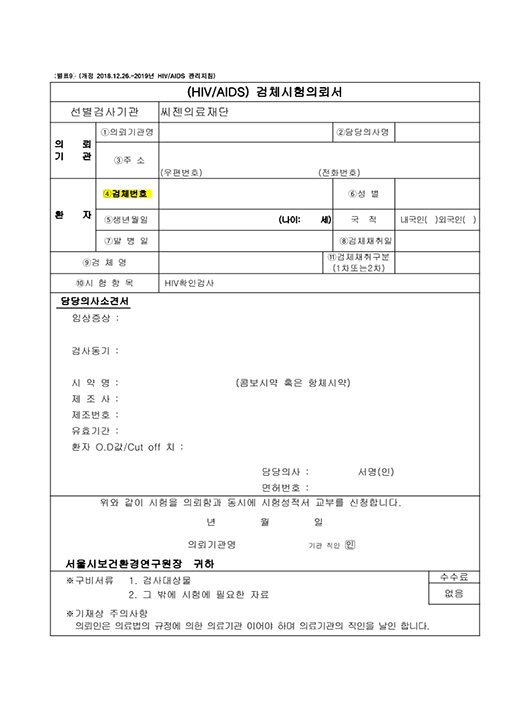 :별표9: (개정 2018.12.26.-2019년 HIV/AIDS 관리지침)
(HIV/AIDS) 검체시험의뢰서
선별검사기관 씨젠의료재단
의 뢰 기 관
①의뢰기관명 ②담당의사명
③주 소
(우편번호) (전화번호)
환 자
④검체번호 ⑥성 별
⑤생년월일 (나이: 세) 국 적 내국인( )외국인( )
⑦발 병 일 ⑧검체채취일
⑨검 체 명 ⑪검체채취구분
(1차또는2차)
⑩시 험 항 목 HIV확인검사
담당의사소견서
임상증상 :
검사동기 :
시 약 명 : (콤보시약 혹은 항체시약)
제 조 사 :
제조번호 :
유효기간 :
환자 O.D값/Cut off 치 :
담당의사 : 서명(인)
면허번호 :
위와 같이 시험을 의뢰함과 동시에 시험성적서 교부를 신청합니다.
년 월 일
의뢰기관명 기관 직인 ㊞
서울시보건환경연구원장 귀하
※구비서류 1. 검사대상물 수수료
2. 그 밖에 시험에 필요한 자료 없음
※기재상 주의사항
의뢰인은 의료법의 규정에 의한 의료기관 이어야 하며 의료기관의 직인을 날인 합니다.